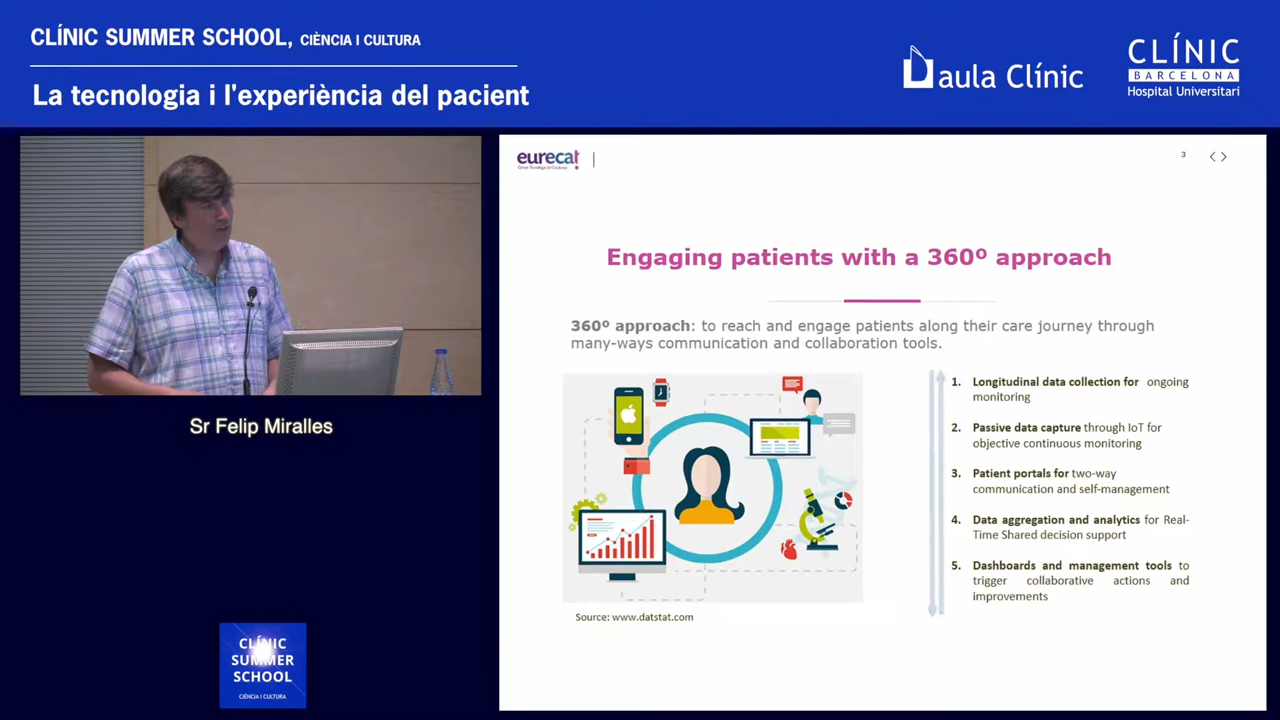 CLÍNIC SUMMER SCHOOL, CIÈNCIA I CULTURA
La tecnologia i l'experiència del pacient
aula Clínic
CLÍNIC
BARCELONA
Hospital Universitari
eurecat
Centre Tecnològic de Catalunya
3
Engaging patients with a 360º approach
360º approach: to reach and engage patients along their care journey through
many-ways communication and collaboration tools.
1. Longitudinal data collection for ongoing
monitoring
2. Passive data capture through IoT for
objective continuous monitoring
3. Patient portals for two-way
communication and self-management
4. Data aggregation and analytics for Real-
Time Shared decision support
5. Dashboards and management tools to
trigger collaborative actions and
improvements
Source: www.datstat.com
Sr Felip Miralles
CLÍNIC
SUMMER
SCHOOL
CIÈNCIA I CULTURA